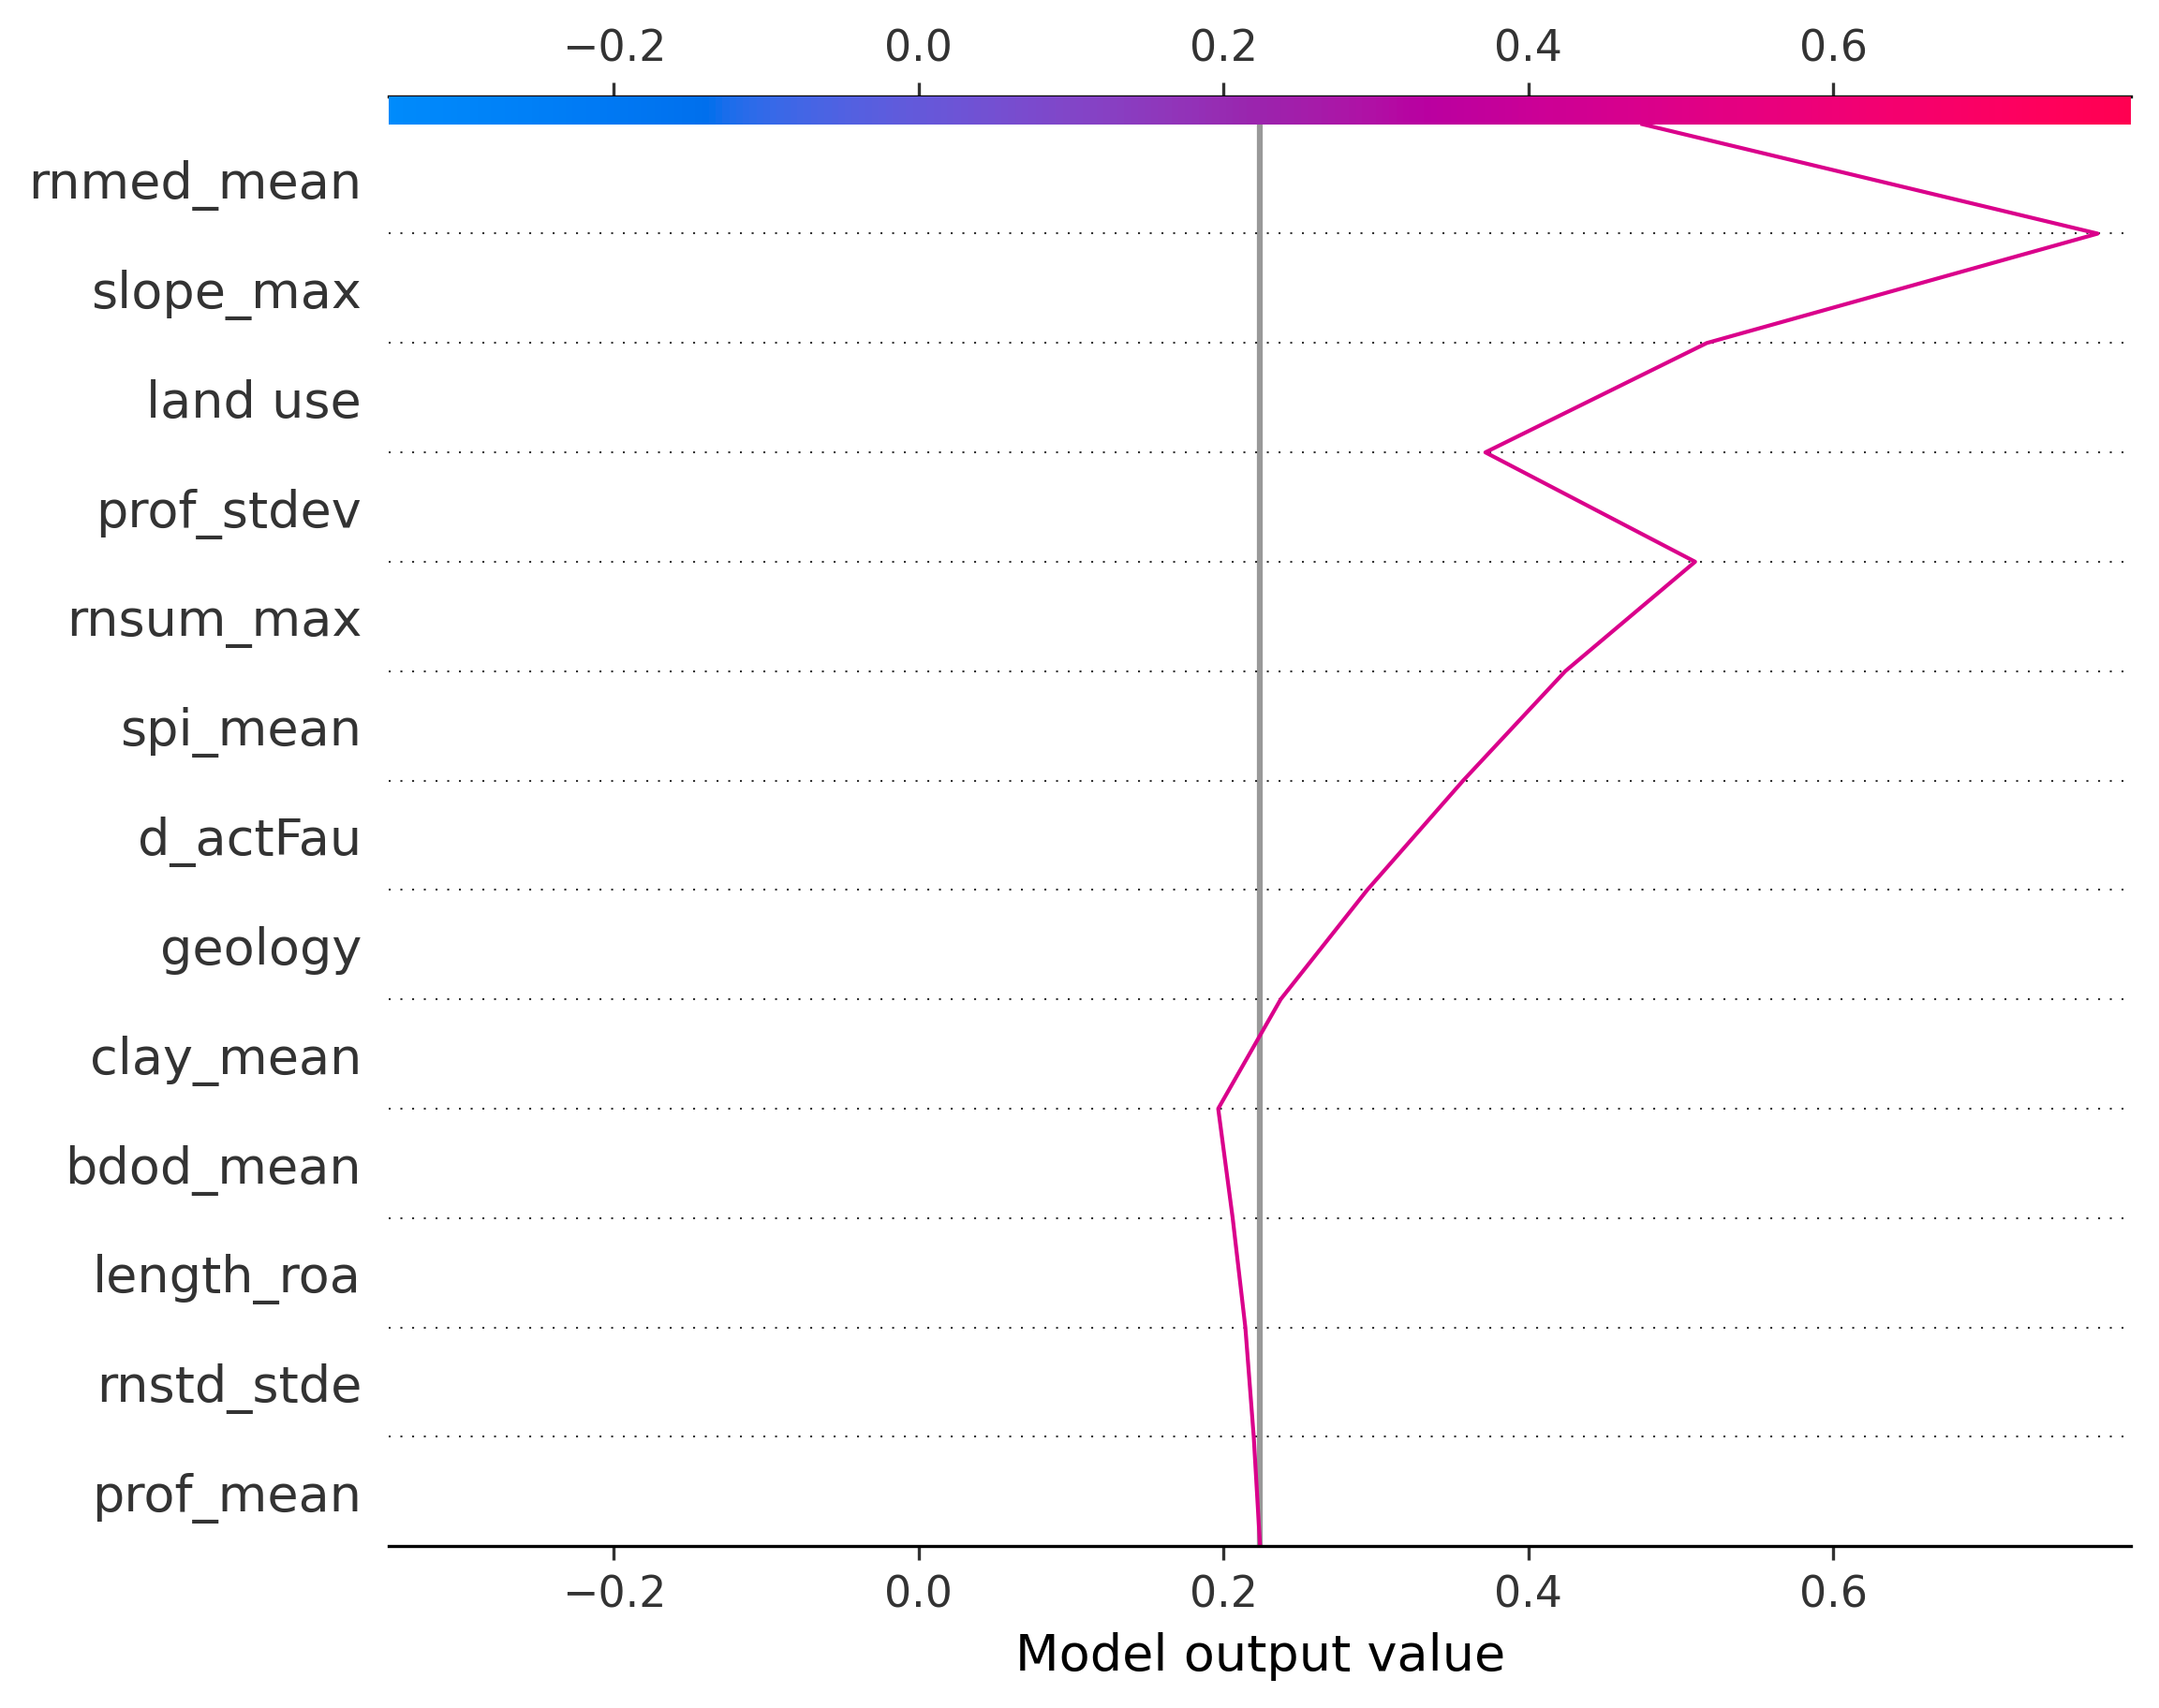 −0.2 0.0 0.2 0.4 0.6
rnmed_mean
slope_max
land use
prof_stdev
rnsum_max
spi_mean
d_actFau
geology
clay_mean
bdod_mean
length_roa
rnstd_stde
prof_mean
−0.2 0.0 0.2 0.4 0.6
Model output value